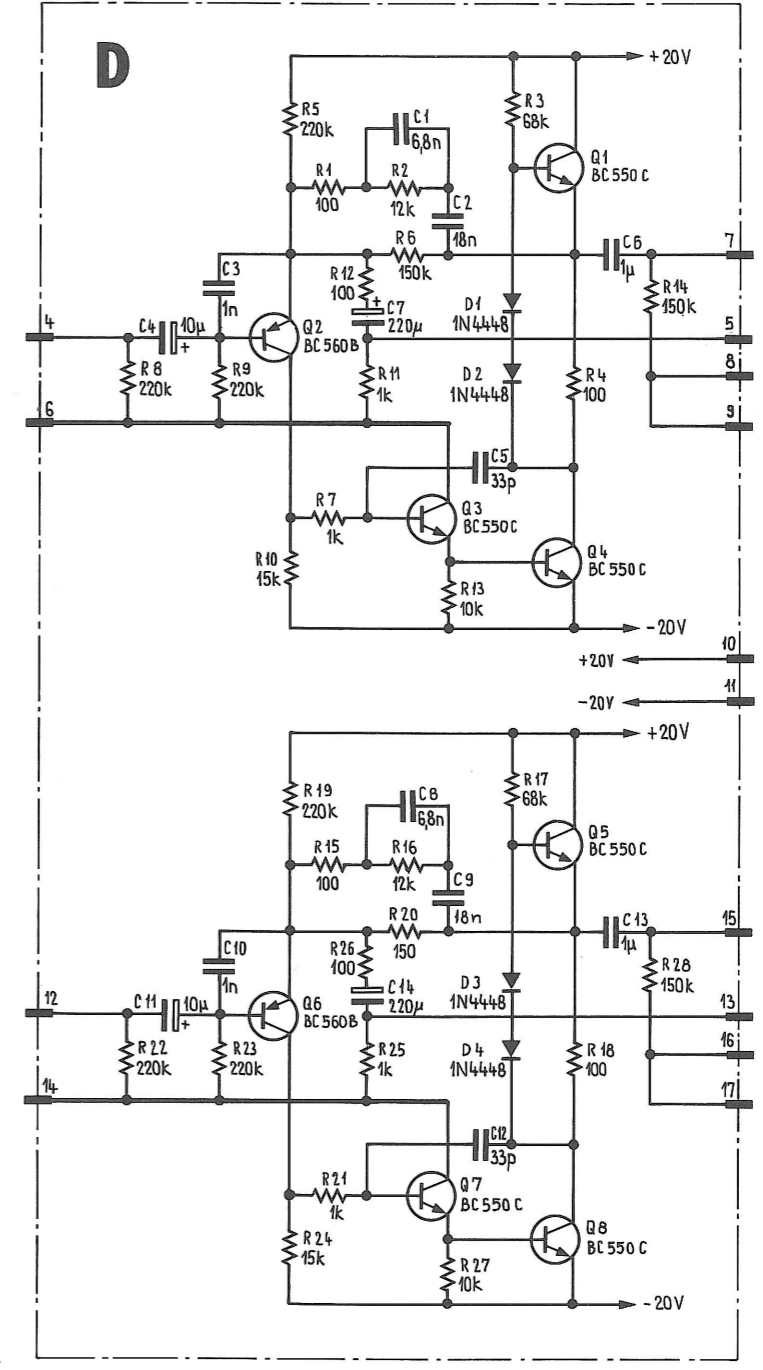 D
+20V
R5
220k
C1
6,8n
R3
68k
R1
100
R2
12k
Q1
BC550C
C2
18n
C3
1n
R12
100
R6
150k
C6
1µ
7
R14
150k
4
C4
10µ
+
Q2
BC560B
+
C7
220µ
D1
1N4448
5
R8
220k
R9
220k
R11
1k
D2
1N4448
R4
100
8
6
9
C5
33p
R7
1k
Q3
BC550C
R10
15k
R13
10k
Q4
BC550C
-20V
+20V
10
-20V
11
+20V
R19
220k
C8
6,8n
R17
68k
R15
100
R16
12k
Q5
BC550C
C9
18n
C10
1n
R26
100
R20
150
C13
1µ
15
R28
150k
12
C11
10µ
+
Q6
BC560B
C14
220µ
D3
1N4448
13
R22
220k
R23
220k
R25
1k
D4
1N4448
R18
100
16
14
17
C12
33p
R21
1k
Q7
BC550C
R24
15k
R27
10k
Q8
BC550C
-20V